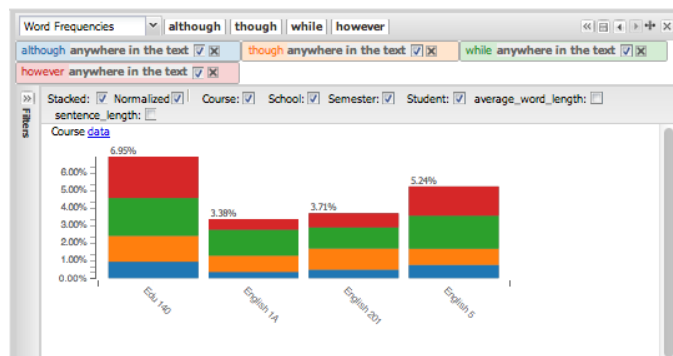 Word Frequencies although though while however
although anywhere in the text though anywhere in the text while anywhere in the text
however anywhere in the text
Filters
Stacked: Normalized Course: School: Semester: Student: average_word_length:
sentence_length:
Course data
6.95%
6.00%
5.00%
4.00%
3.00%
2.00%
1.00%
0.00%
3.38%
3.71%
5.24%
Edu 140
English 1A
English 201
English 5